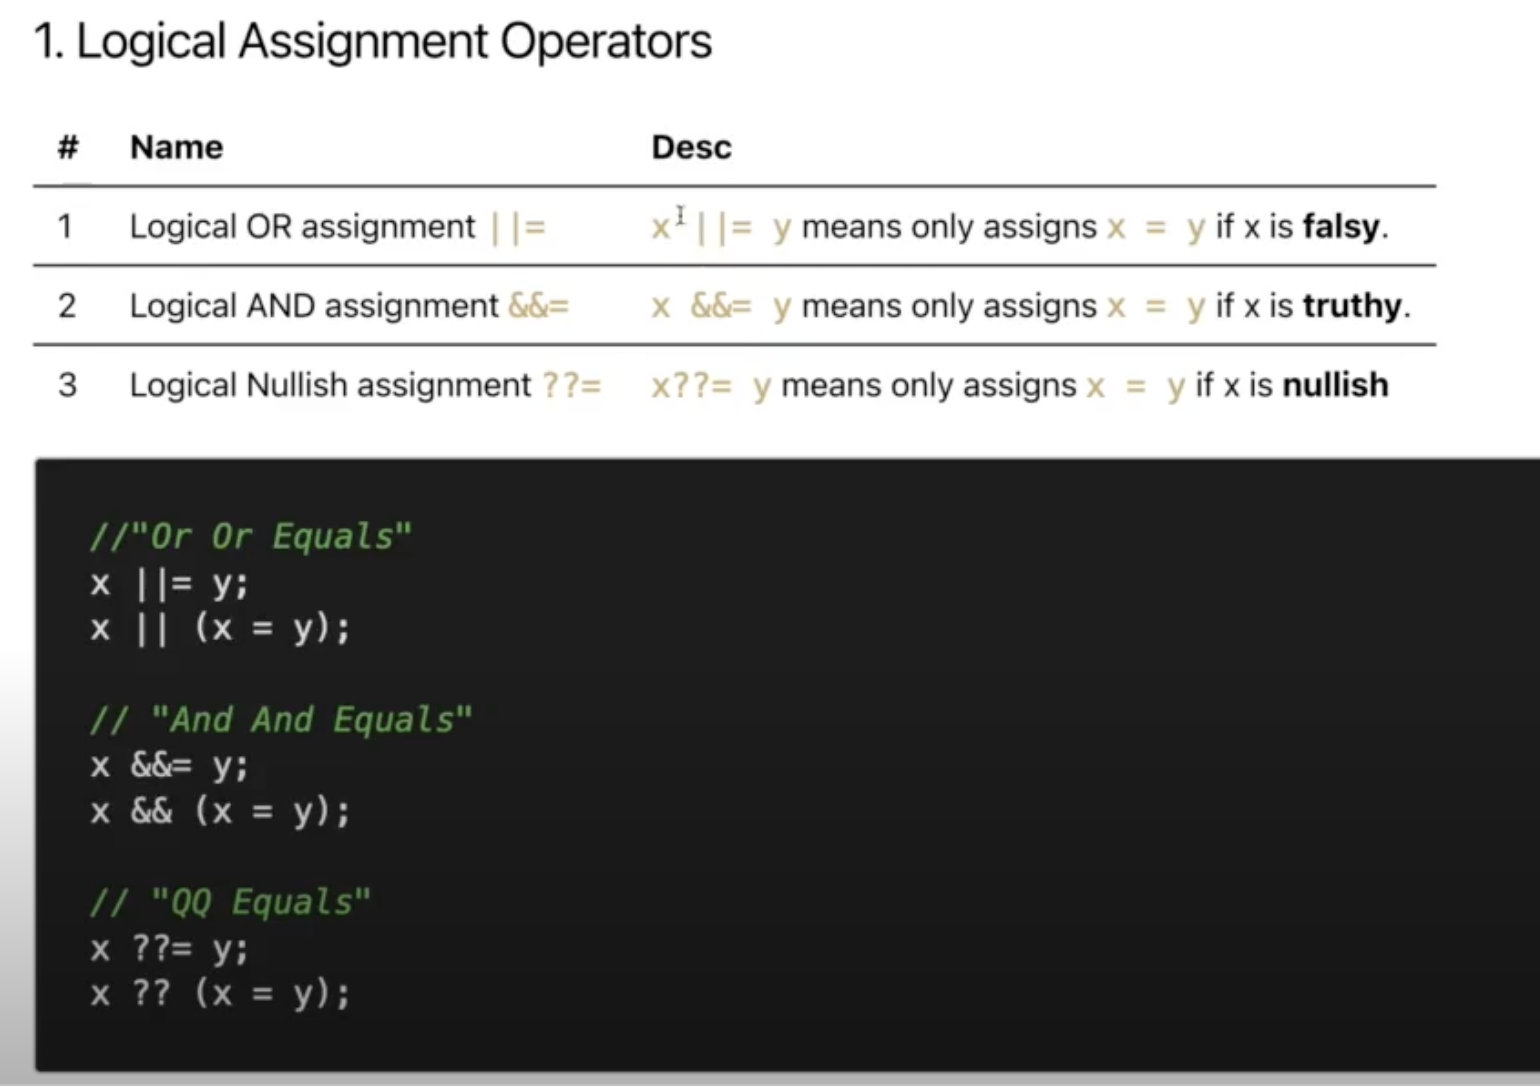 1. Logical Assignment Operators
# Name Desc
1 Logical OR assignment ||= x ||= y means only assigns x = y if x is falsy.
2 Logical AND assignment &&= x &&= y means only assigns x = y if x is truthy.
3 Logical Nullish assignment ??= x??= y means only assigns x = y if x is nullish
//"Or Or Equals"
x ||= y;
x || (x = y);
// "And And Equals"
x &&= y;
x && (x = y);
// "QQ Equals"
x ??= y;
x ?? (x = y);